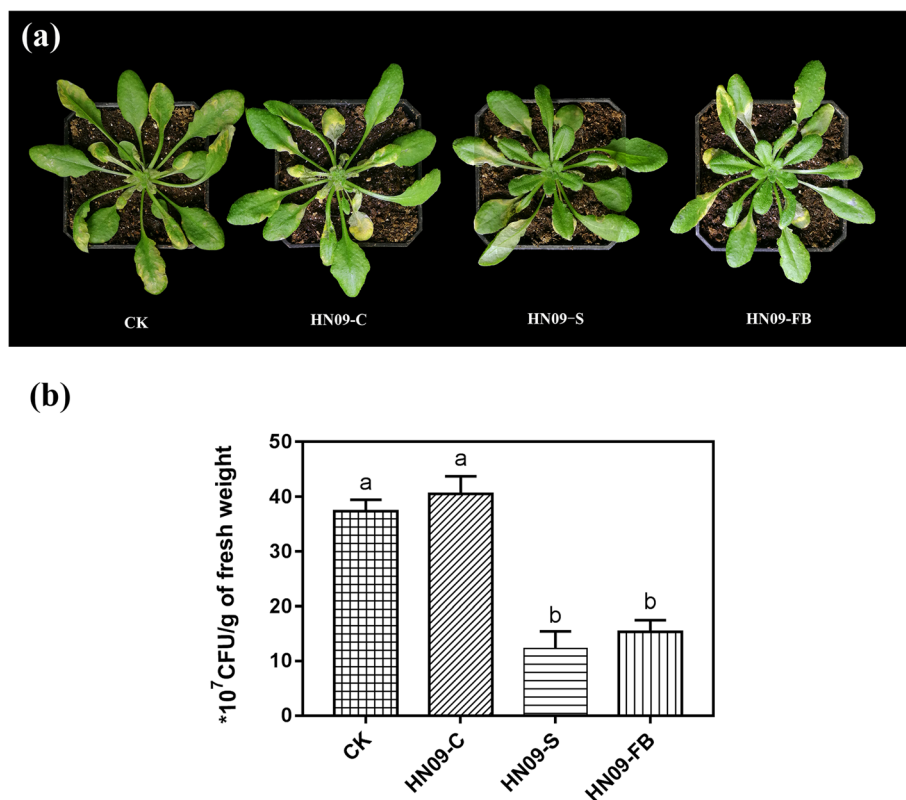 (a)
CK
HN09-C
HN09-S
HN09-FB
(b)
*10⁷CFU/g of fresh weight
50
40
30
20
10
0
a
a
b
b
CK
HN09-C
HN09-S
HN09-FB